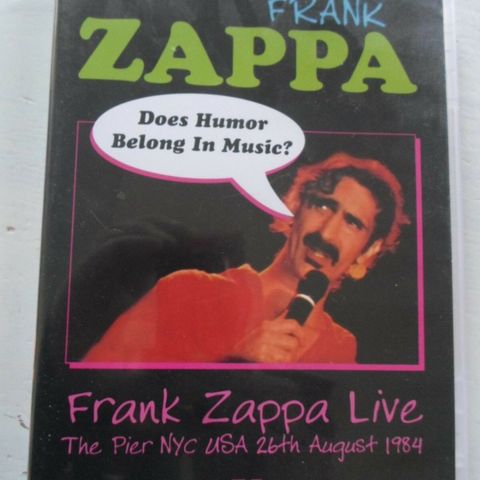 FRANK
ZAPPA
Does Humor
Belong In Music?
Frank Zappa Live
The Pier NYC USA 26th August 1984